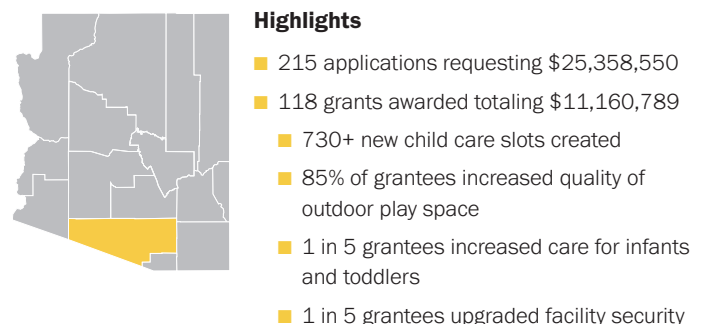 Highlights
215 applications requesting $25,358,550
118 grants awarded totaling $11,160,789
730+ new child care slots created
85% of grantees increased quality of
outdoor play space
1 in 5 grantees increased care for infants
and toddlers
1 in 5 grantees upgraded facility security